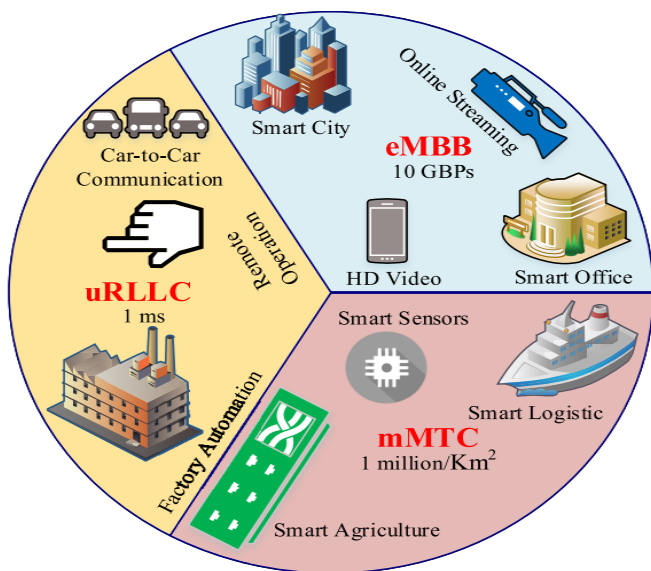 Smart City
Online Streaming
eMBB
10 GBPs
HD Video
Smart Office
Car-to-Car
Communication
Remote
Operation
uRLLC
1 ms
Factory Automation
Smart Sensors
Smart Logistic
mMTC
1 million/Km²
Smart Agriculture